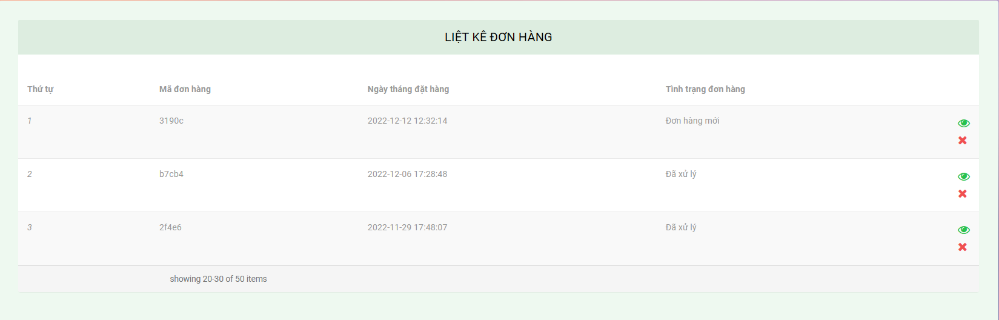 LIỆT KÊ ĐƠN HÀNG
Thứ tự Mã đơn hàng Ngày tháng đặt hàng Tình trạng đơn hàng
1 3190c 2022-12-12 12:32:14 Đơn hàng mới
2 b7cb4 2022-12-06 17:28:48 Đã xử lý
3 2f4e6 2022-11-29 17:48:07 Đã xử lý
showing 20-30 of 50 items